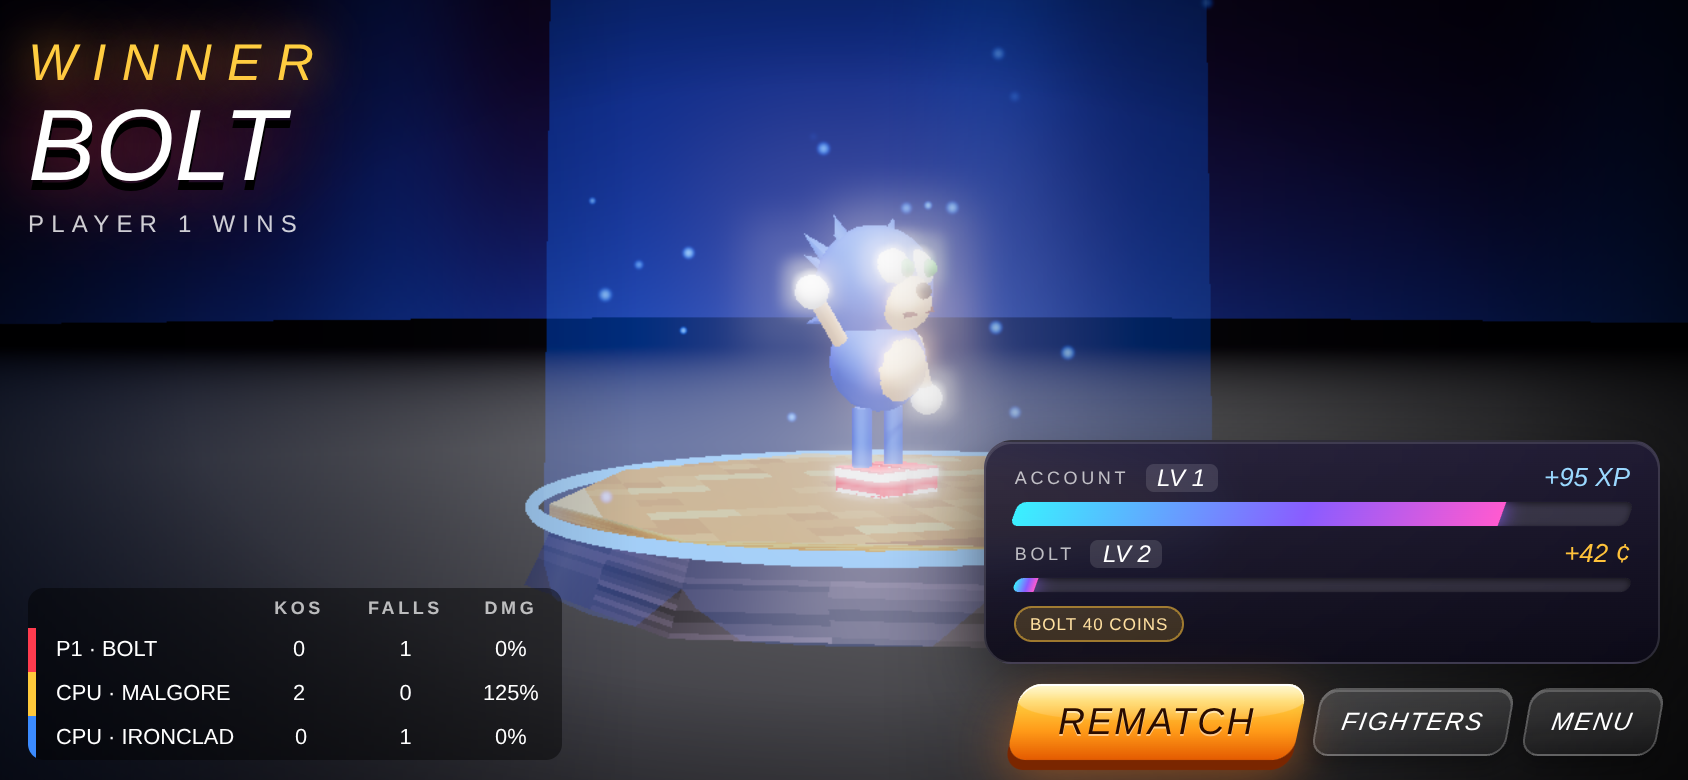 WINNER
BOLT
PLAYER 1 WINS
ACCOUNT LV 1 +95 XP
BOLT LV 2 +42 ¢
BOLT 40 COINS
KOS FALLS DMG
P1 · BOLT 0 1 0%
CPU · MALGORE 2 0 125%
CPU · IRONCLAD 0 1 0%
REMATCH FIGHTERS MENU